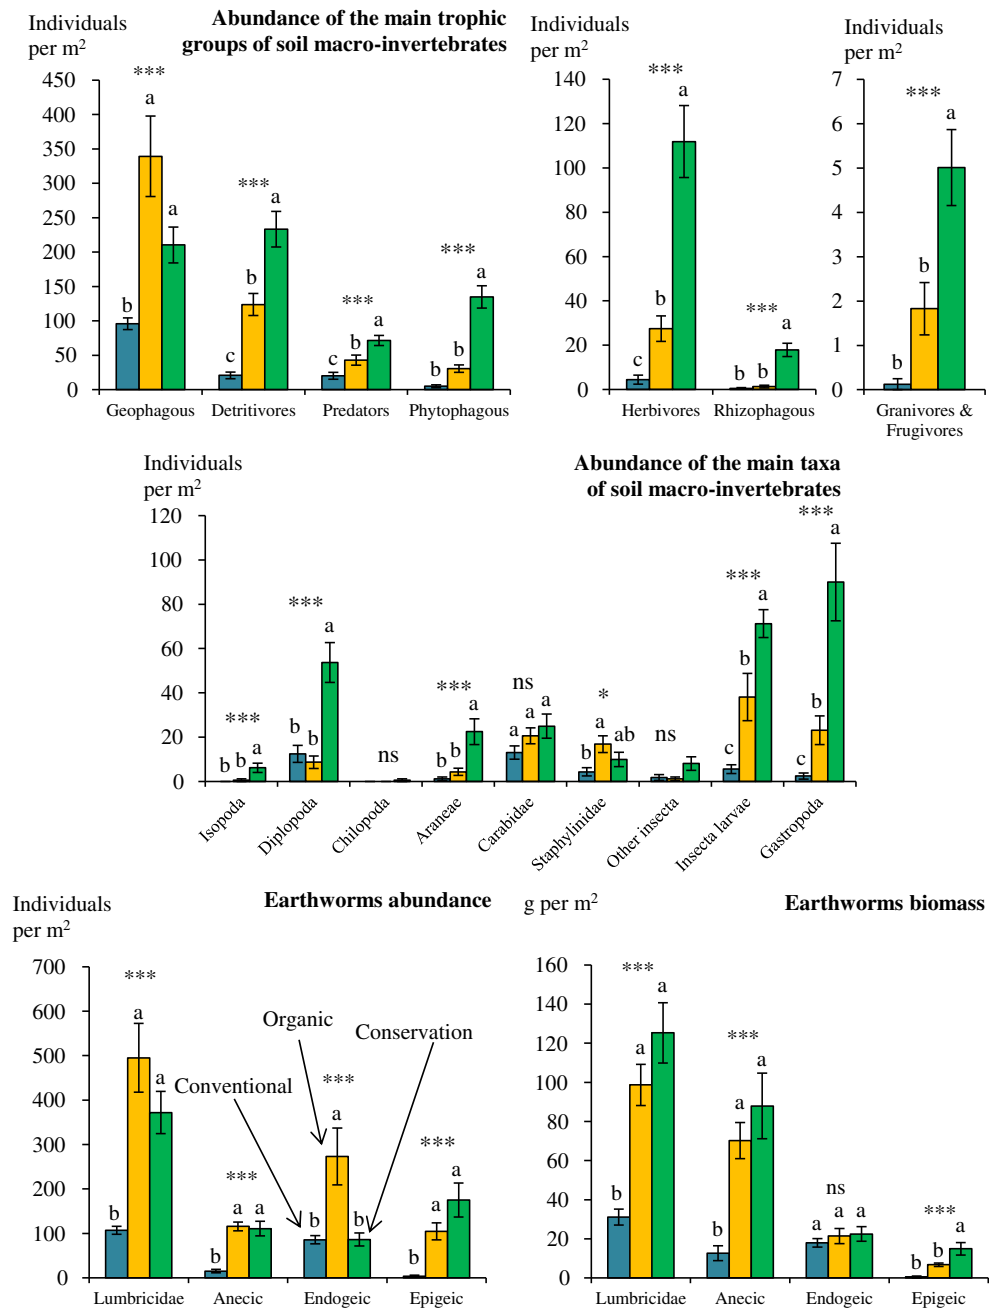 Individuals
per m2
Abundance of the main trophic
groups of soil macro-invertebrates
450
400
350
300
250
200
150
100
50
0
***
a
b
a
***
a
b
c
***
a
b
c
***
a
b
b
Geophagous Detritivores Predators Phytophagous
Individuals
per m2
140
120
100
80
60
40
20
0
***
a
b
c
***
a
b b
Herbivores Rhizophagous
Individuals
per m2
7
6
5
4
3
2
1
0
***
a
b
b
Granivores &
Frugivores
Individuals
per m2
Abundance of the main taxa
of soil macro-invertebrates
120
100
80
60
40
20
0
***
b b a
***
b b a
ns
***
b b a
ns
a a a
*
b a ab
ns
***
c b a
***
c b a
Isopoda
Diplopoda
Chilopoda
Araneae
Carabidae
Staphylinidae
Other insecta
Insecta larvae
Gastropoda
Individuals
per m2
Earthworms abundance
700
600
500
400
300
200
100
0
***
b a a
***
b a a
***
b a b
***
b a a
Conventional
Organic
Conservation
Lumbricidae Anecic Endogeic Epigeic
g per m2
Earthworms biomass
160
140
120
100
80
60
40
20
0
***
b a a
***
b a a
ns
a a a
***
b b a
Lumbricidae Anecic Endogeic Epigeic